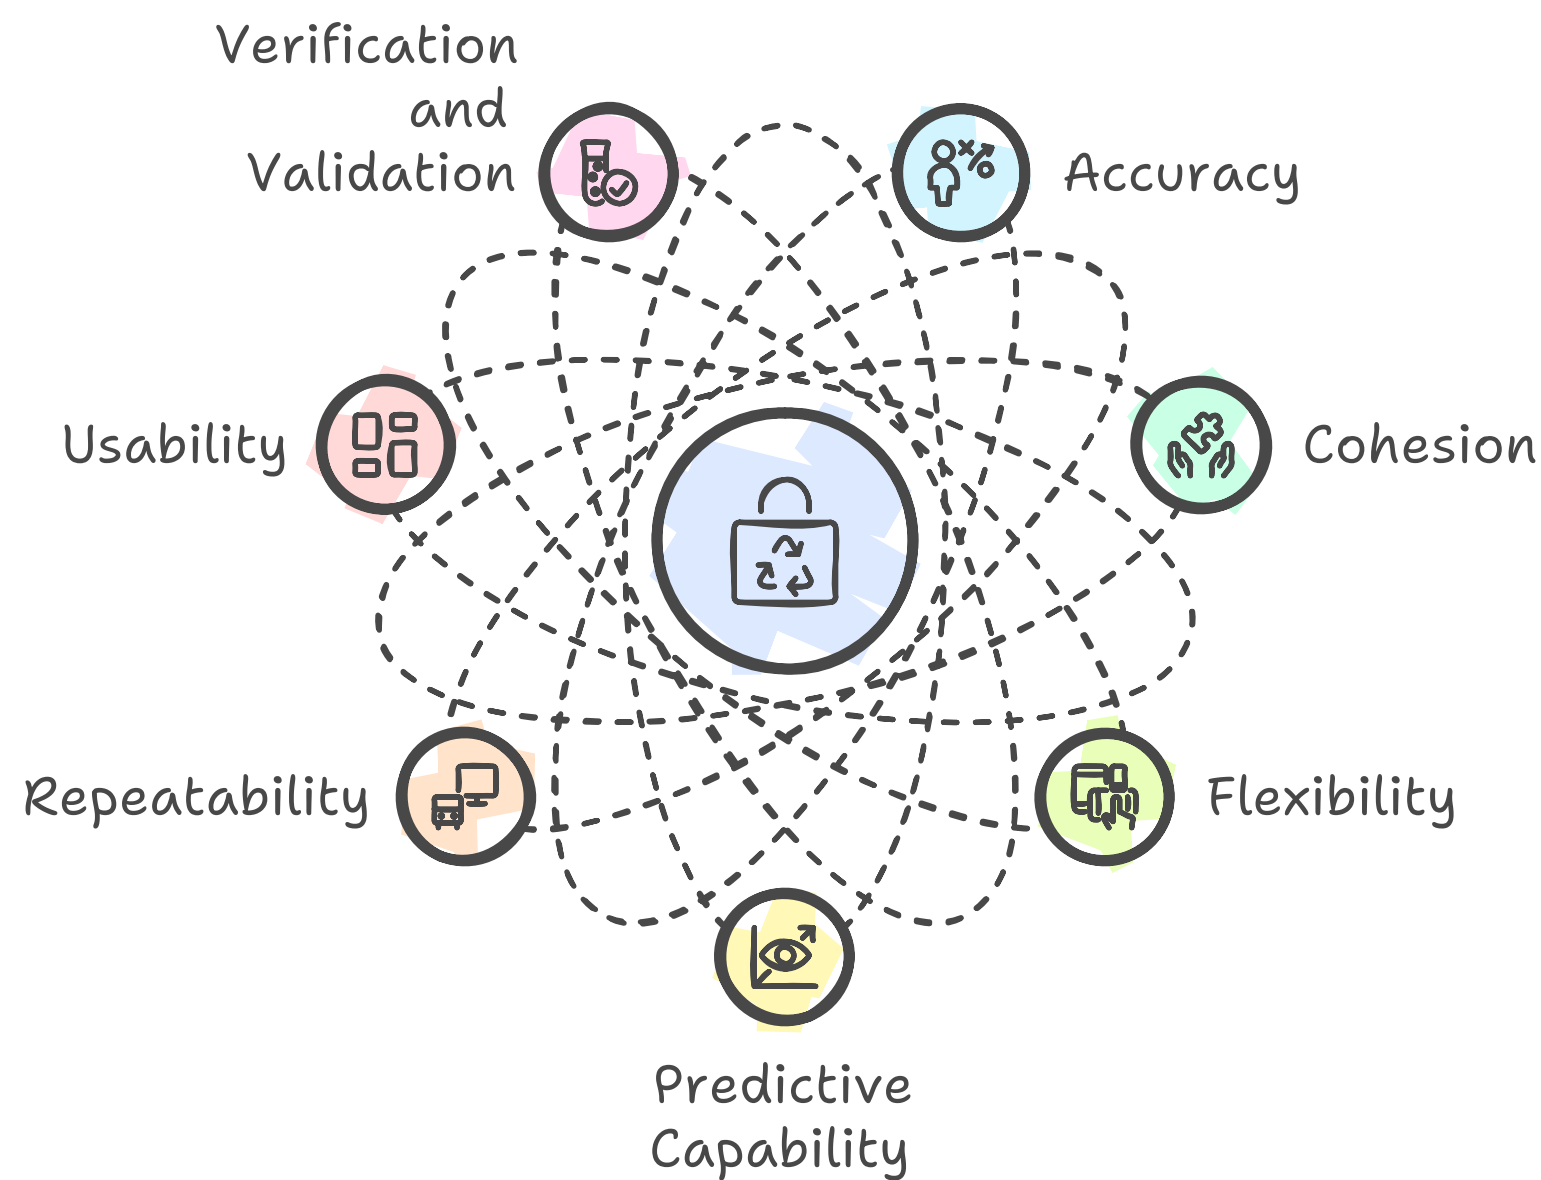 Verification
and
Validation
Accuracy
Usability
Cohesion
Repeatability
Flexibility
Predictive
Capability